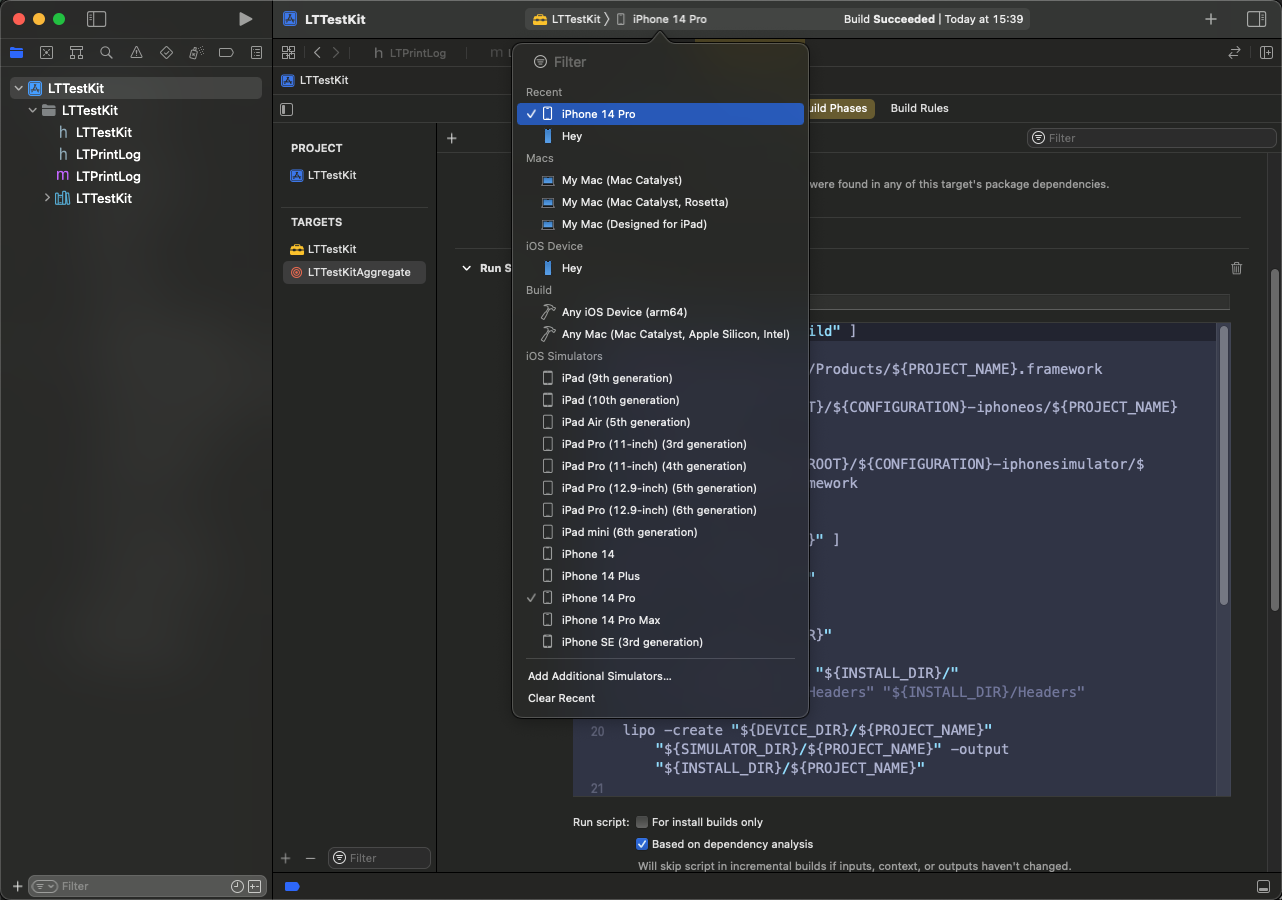 LTTestKit
LTTestKit
iPhone 14 Pro
Build Succeeded | Today at 15:39
h LTPrintLog
m
LTTestKit
LTTestKit
LTTestKit
h LTTestKit
h LTPrintLog
m LTPrintLog
LTTestKit
Filter
PROJECT
LTTestKit
TARGETS
LTTestKit
LTTestKitAggregate
Filter
Filter
Recent
iPhone 14 Pro
Hey
Macs
My Mac (Mac Catalyst)
My Mac (Mac Catalyst, Rosetta)
My Mac (Designed for iPad)
iOS Device
Hey
Build
Any iOS Device (arm64)
Any Mac (Mac Catalyst, Apple Silicon, Intel)
iOS Simulators
iPad (9th generation)
iPad (10th generation)
iPad Air (5th generation)
iPad Pro (11-inch) (3rd generation)
iPad Pro (11-inch) (4th generation)
iPad Pro (12.9-inch) (5th generation)
iPad Pro (12.9-inch) (6th generation)
iPad mini (6th generation)
iPhone 14
iPhone 14 Plus
iPhone 14 Pro
iPhone 14 Pro Max
iPhone SE (3rd generation)
Add Additional Simulators...
Clear Recent
ild Phases
Build Rules
Filter
were found in any of this target's package dependencies.
Run S
ild" ]
/Products/${PROJECT_NAME}.framework
T}/${CONFIGURATION}-iphoneos/${PROJECT_NAME}
ROOT}/${CONFIGURATION}-iphonesimulator/$
mework
}" ]
"
R}"
"${INSTALL_DIR}/"
Headers" "${INSTALL_DIR}/Headers"
20 lipo -create "${DEVICE_DIR}/${PROJECT_NAME}"
"${SIMULATOR_DIR}/${PROJECT_NAME}" -output
"${INSTALL_DIR}/${PROJECT_NAME}"
21
Run script: For install builds only
Based on dependency analysis
Will skip script in incremental builds if inputs, context, or outputs haven't changed.